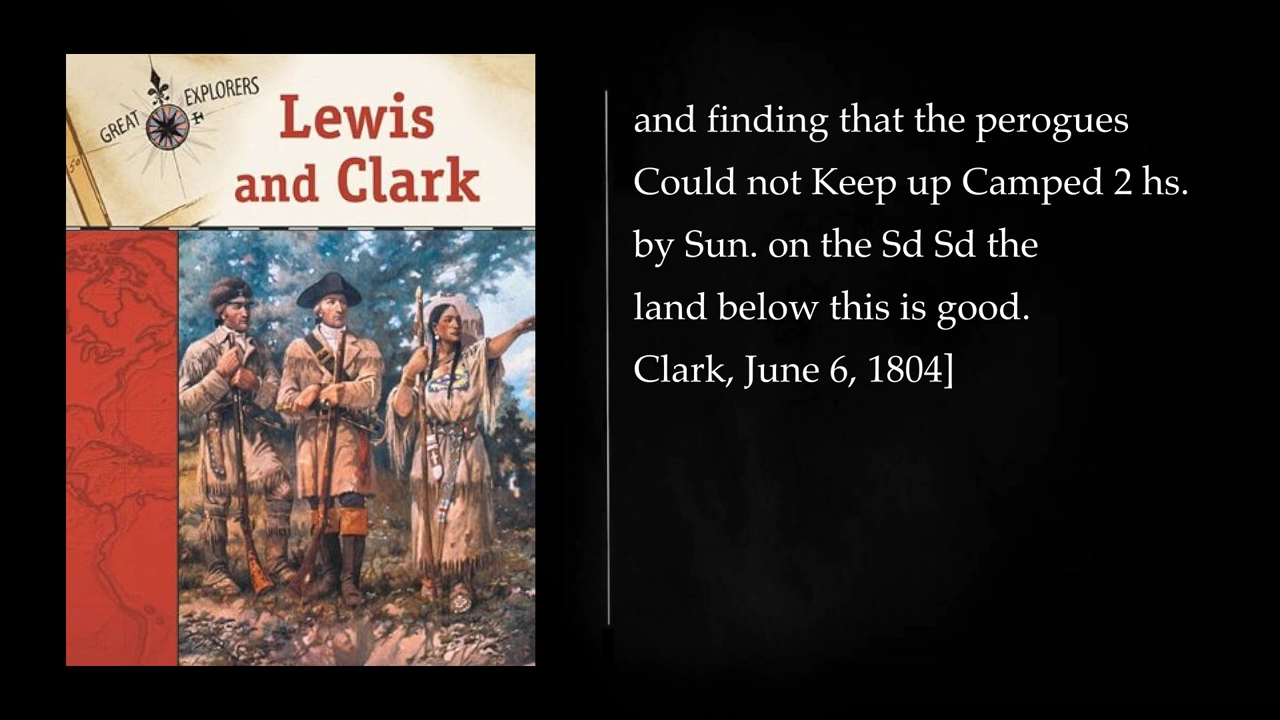 GREAT EXPLORERS
Lewis
and Clark
50
and finding that the perogues
Could not Keep up Camped 2 hs.
by Sun. on the Sd Sd the
land below this is good.
Clark, June 6, 1804]